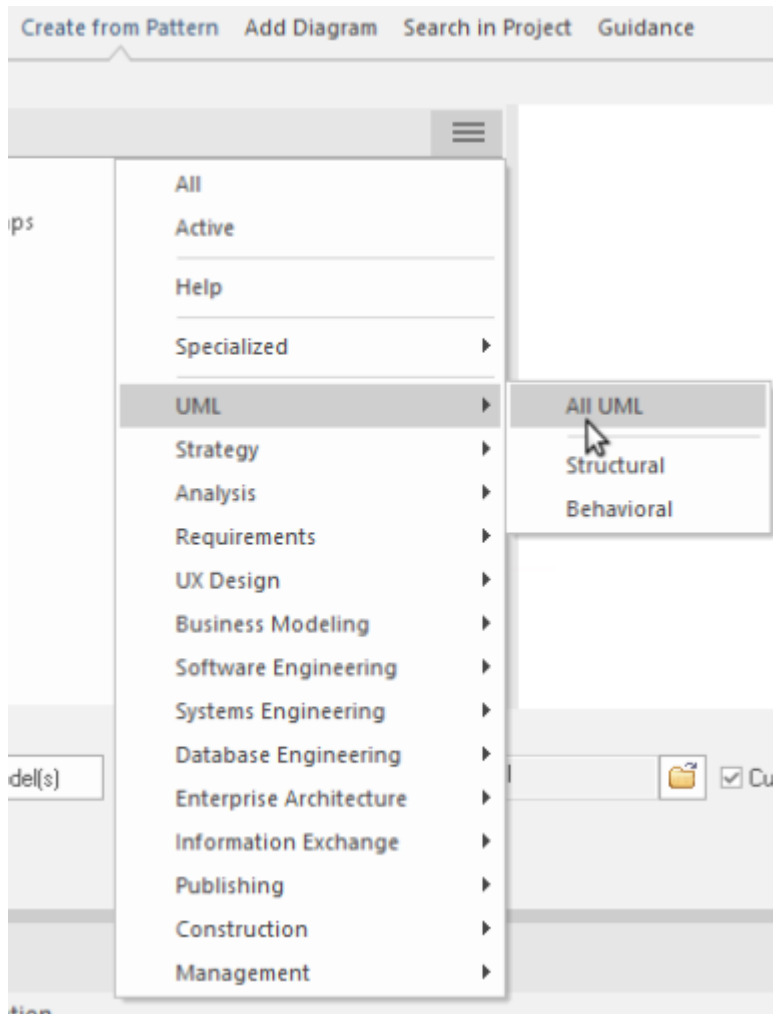 Create from Pattern Add Diagram Search in Project Guidance
All
Active
Help
Specialized
UML
All UML
Strategy
Structural
Analysis
Behavioral
Requirements
UX Design
Business Modeling
Software Engineering
Systems Engineering
Database Engineering
Enterprise Architecture
Information Exchange
Publishing
Construction
Management